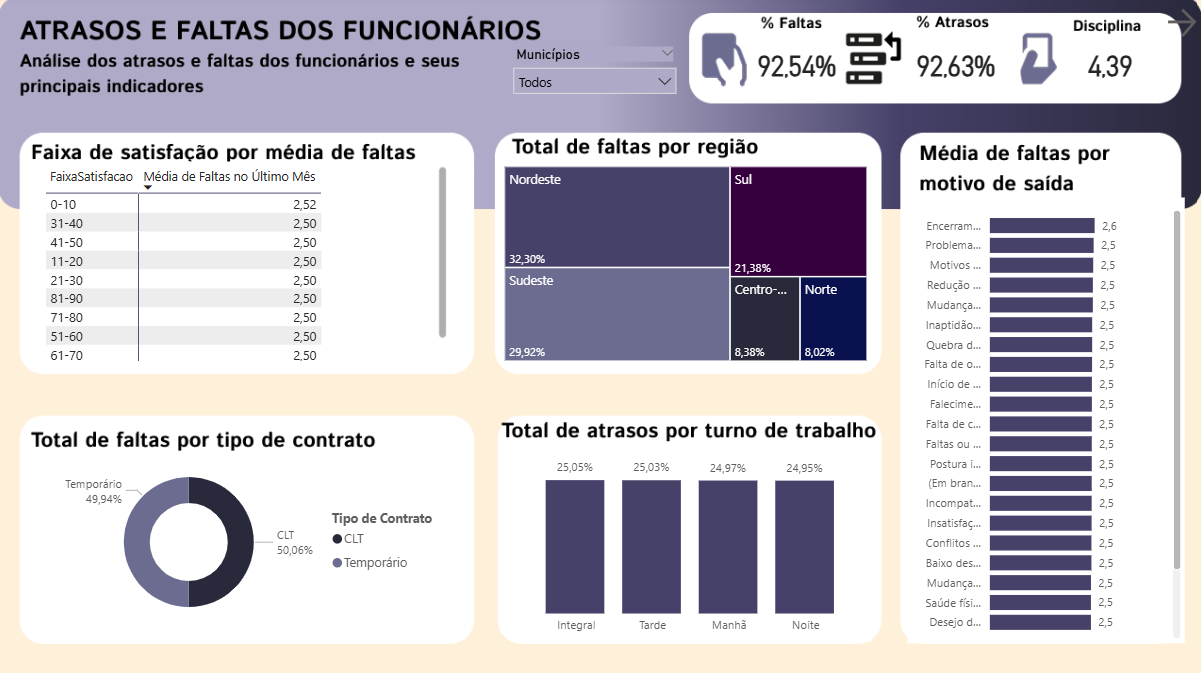 ATRASOS E FALTAS DOS FUNCIONÁRIOS
Análise dos atrasos e faltas dos funcionários e seus
principais indicadores
Municípios
Todos
% Faltas
92,54%
% Atrasos
92,63%
Disciplina
4,39
Faixa de satisfação por média de faltas
FaixaSatisfacao Média de Faltas no Último Mês
0-10 2,52
31-40 2,50
41-50 2,50
11-20 2,50
21-30 2,50
81-90 2,50
71-80 2,50
51-60 2,50
61-70 2,50
Total de faltas por região
Nordeste
32,30%
Sudeste
29,92%
Sul
21,38%
Centro-...
8,38%
Norte
8,02%
Média de faltas por
motivo de saída
Encerram... 2,6
Problema... 2,5
Motivos ... 2,5
Redução ... 2,5
Mudança... 2,5
Inaptidão... 2,5
Quebra d... 2,5
Falta de o... 2,5
Início de ... 2,5
Falecime... 2,5
Falta de c... 2,5
Faltas ou ... 2,5
Postura i... 2,5
(Em bran... 2,5
Incompat... 2,5
Insatisfaç... 2,5
Conflitos ... 2,5
Baixo des... 2,5
Mudança... 2,5
Saúde físi... 2,5
Desejo d... 2,5
Total de faltas por tipo de contrato
Temporário
49,94%
CLT
50,06%
Tipo de Contrato
CLT
Temporário
Total de atrasos por turno de trabalho
25,05% 25,03% 24,97% 24,95%
Integral Tarde Manhã Noite